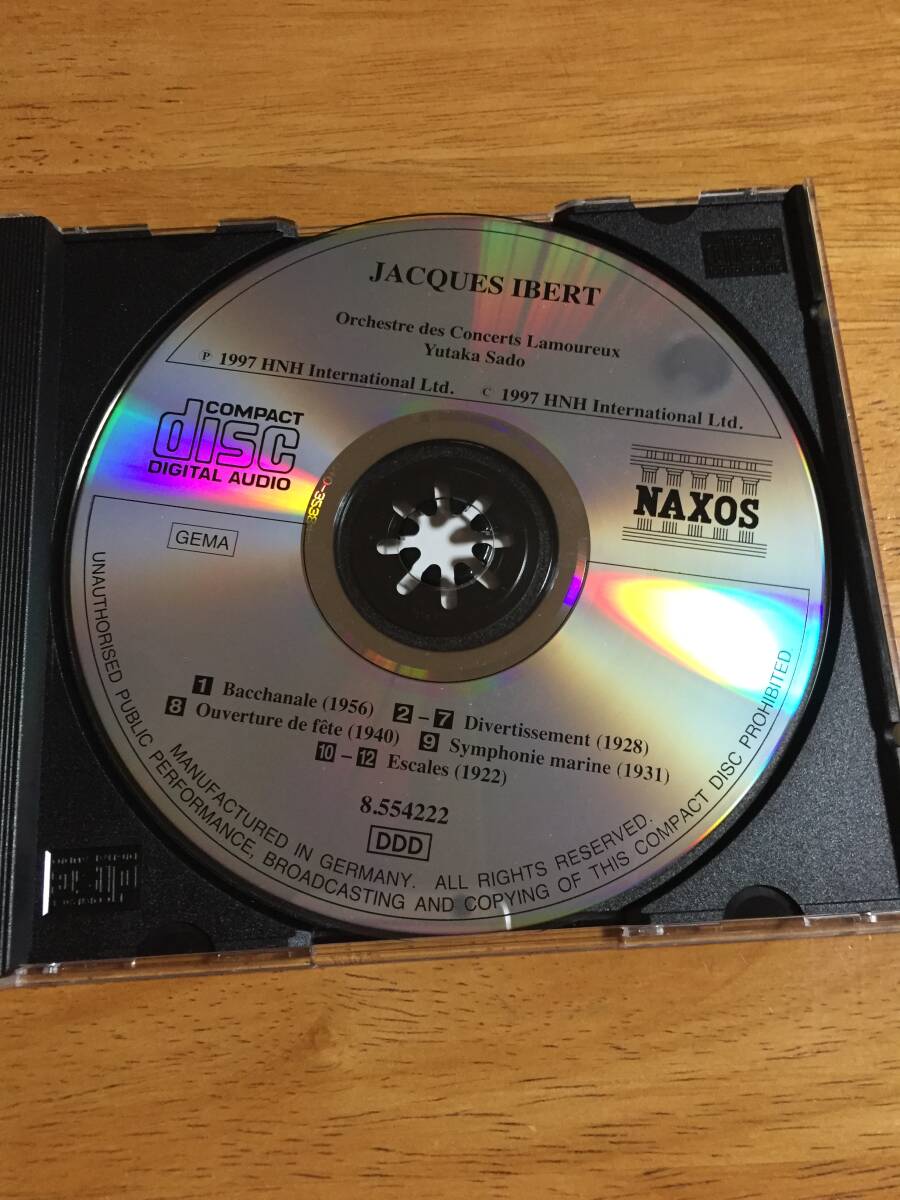 JACQUES IBERT
Orchestre des Concerts Lamoureux
Yutaka Sado
℗ 1997 HNH International Ltd. © 1997 HNH International Ltd.
COMPACT
disc
DIGITAL AUDIO
NAXOS
GEMA
1 Bacchanale (1956) 2 – 7 Divertissement (1928)
8 Ouverture de fête (1940) 9 Symphonie marine (1931)
10 – 12 Escales (1922)
8.554222
DDD
MANUFACTURED IN GERMANY. ALL RIGHTS RESERVED.
UNAUTHORISED PUBLIC PERFORMANCE, BROADCASTING AND COPYING OF THIS COMPACT DISC PROHIBITED